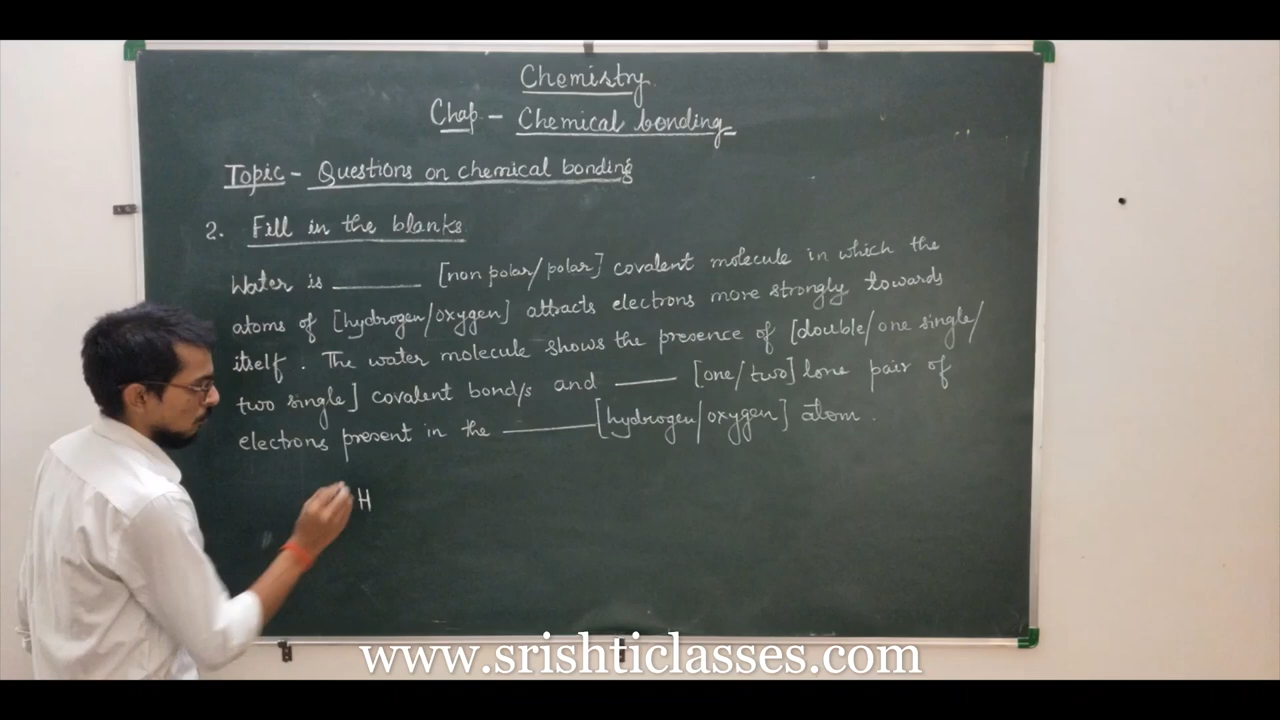 Chemistry
Chap - Chemical bonding
Topic - Questions on chemical bonding
2. Fill in the blanks
Water is ______ [non polar/polar] covalent molecule in which the
atoms of [hydrogen/oxygen] attracts electrons more strongly towards
itself. The water molecule shows the presence of [double/one single/
two single] covalent bond/s and ____ [one/two] lone pair of
electrons present in the ______ [hydrogen/oxygen] atom.
H
www.srishticlasses.com